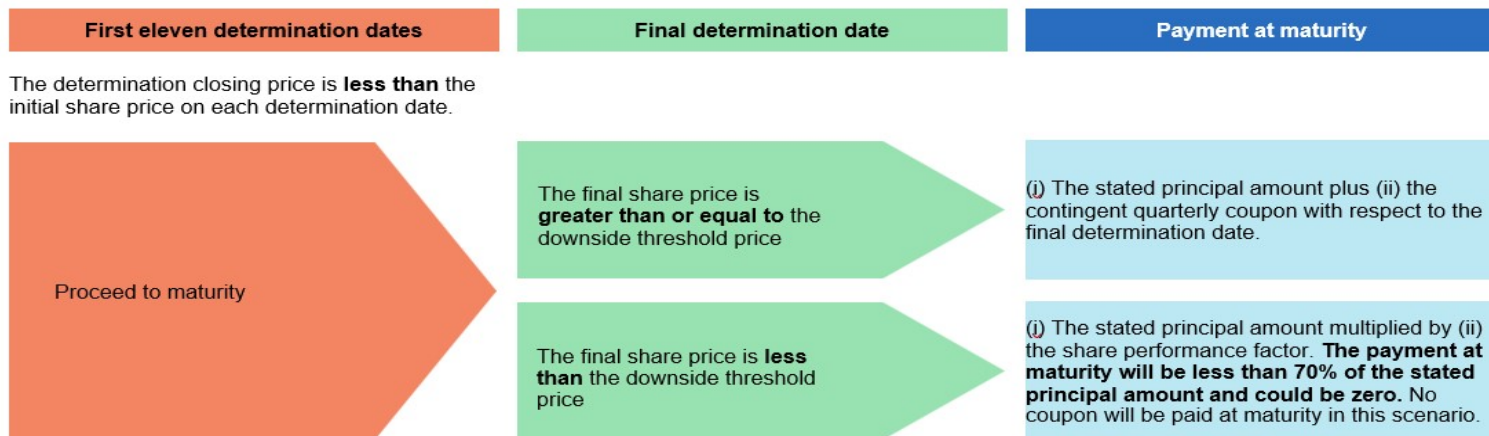 First eleven determination dates
Final determination date
Payment at maturity
The determination closing price is less than the
initial share price on each determination date.
Proceed to maturity
The final share price is
greater than or equal to the
downside threshold price
(i) The stated principal amount plus (ii) the
contingent quarterly coupon with respect to the
final determination date.
The final share price is less
than the downside threshold
price
(i) The stated principal amount multiplied by (ii)
the share performance factor. The payment at
maturity will be less than 70% of the stated
principal amount and could be zero. No
coupon will be paid at maturity in this scenario.